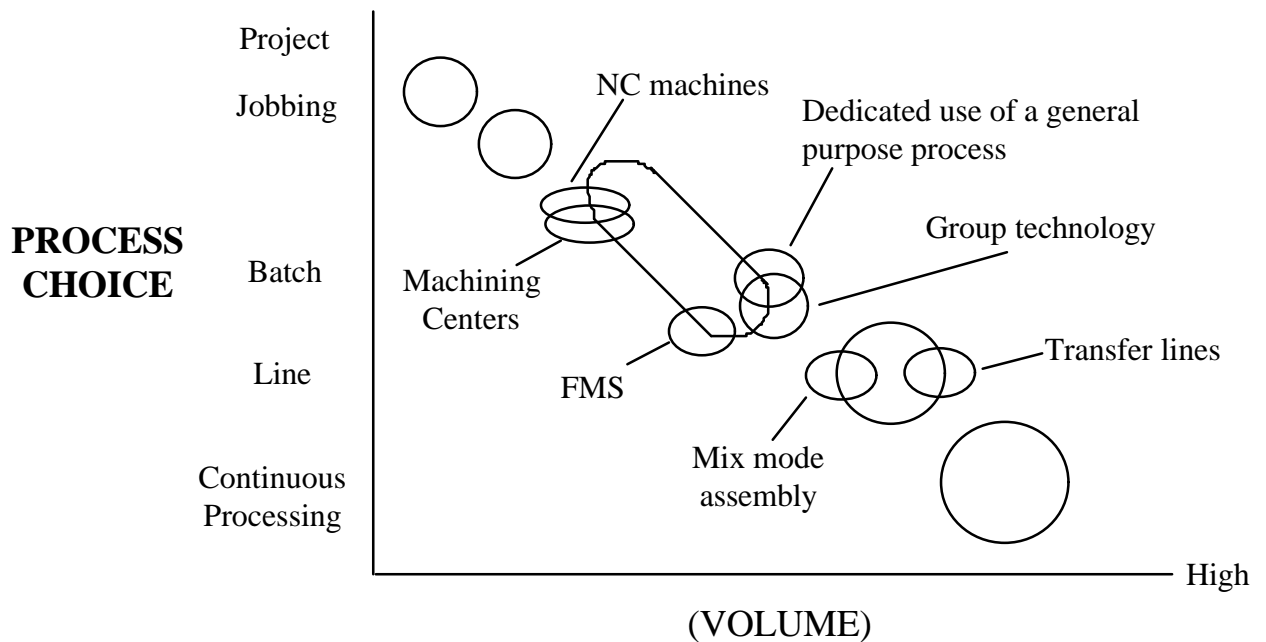 Project
Jobbing
NC machines
Dedicated use of a general
purpose process
PROCESS
CHOICE
Batch
Machining
Centers
Group technology
Line
FMS
Transfer lines
Mix mode
assembly
Continuous
Processing
High
(VOLUME)